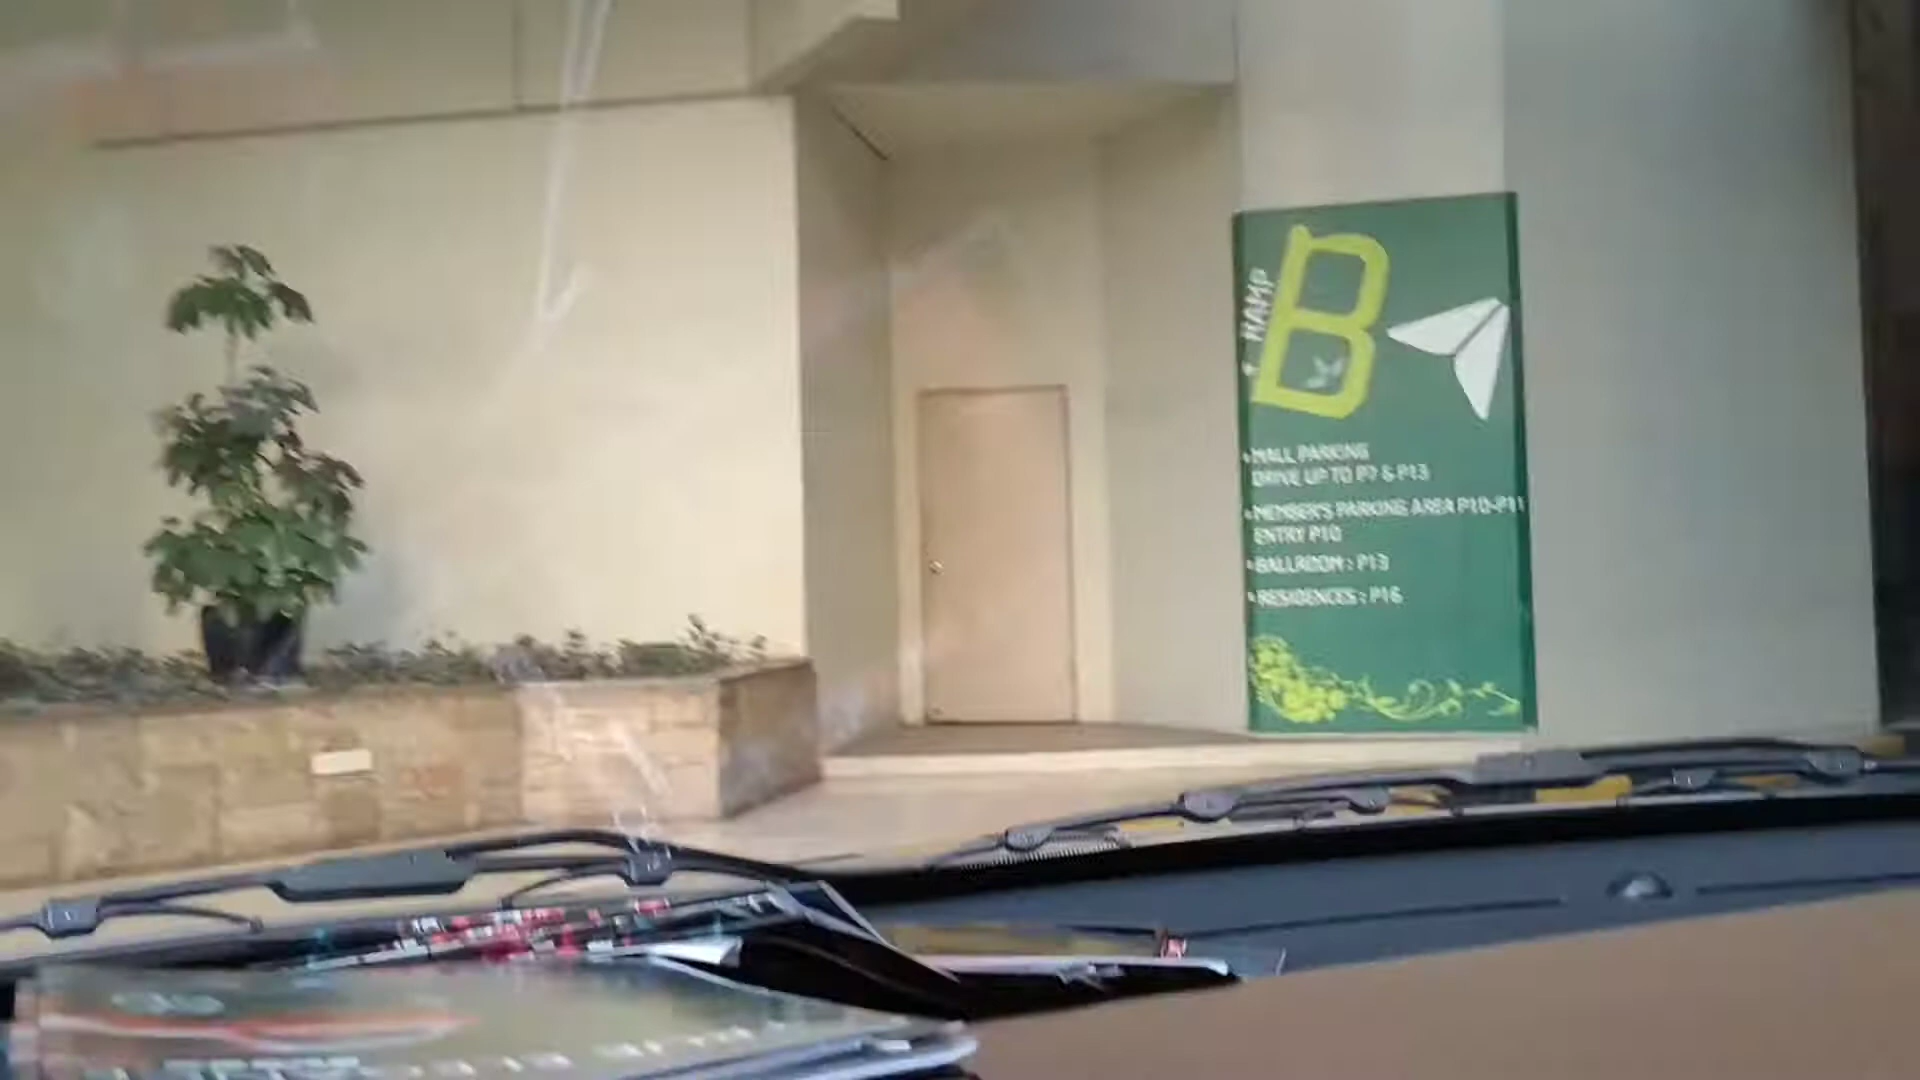 RAMP
B
• MALL PARKING
DRIVE UP TO P7 & P13
• MEMBER'S PARKING AREA P10-P11
ENTRY P10
• BALLROOM : P13
• RESIDENCES : P16